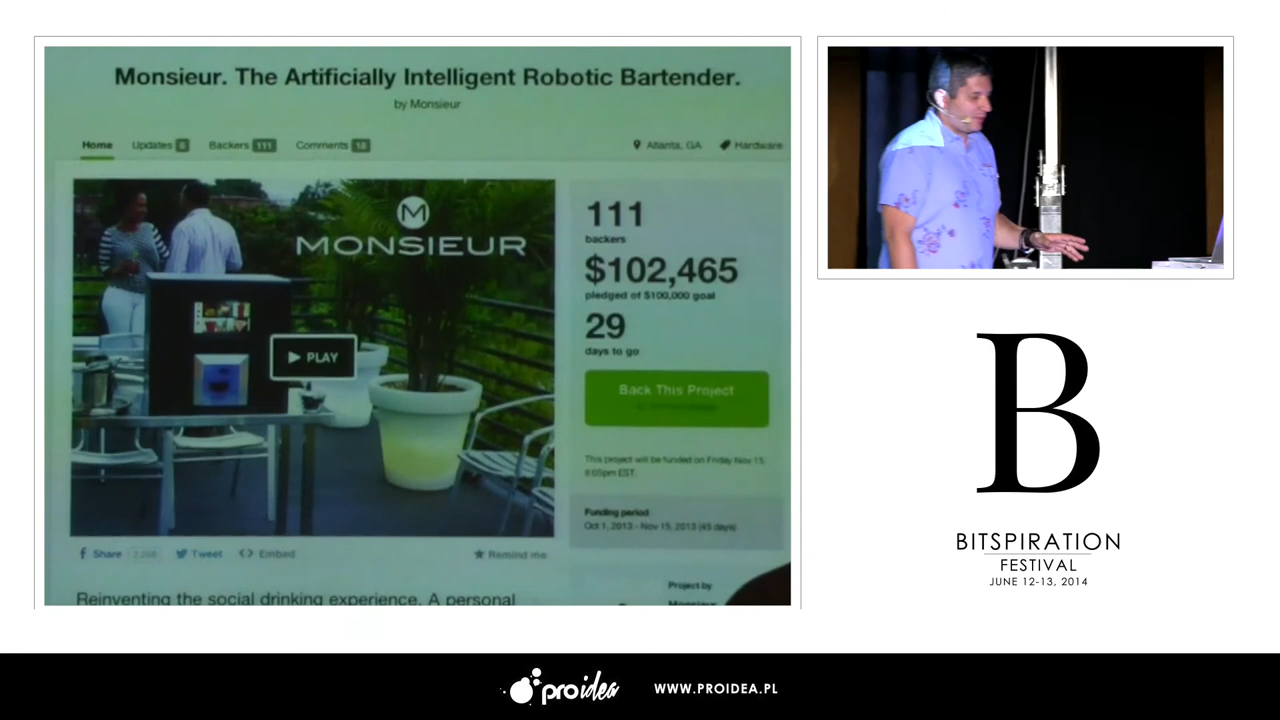 Monsieur. The Artificially Intelligent Robotic Bartender.
by Monsieur
Home Updates 6 Backers 111 Comments 18 Atlanta, GA Hardware
M
MONSIEUR
PLAY
111
backers
$102,465
pledged of $100,000 goal
29
days to go
Back This Project
This project will be funded on Friday Nov 15,
EST.
Funding period
Oct 1, 2013 - Nov 15, 2013 (45 days)
Share Tweet Embed Remind me
Project by
Reinventing the social drinking experience. A personal
B
BITSPIRATION
FESTIVAL
JUNE 12-13, 2014
proidea
WWW.PROIDEA.PL